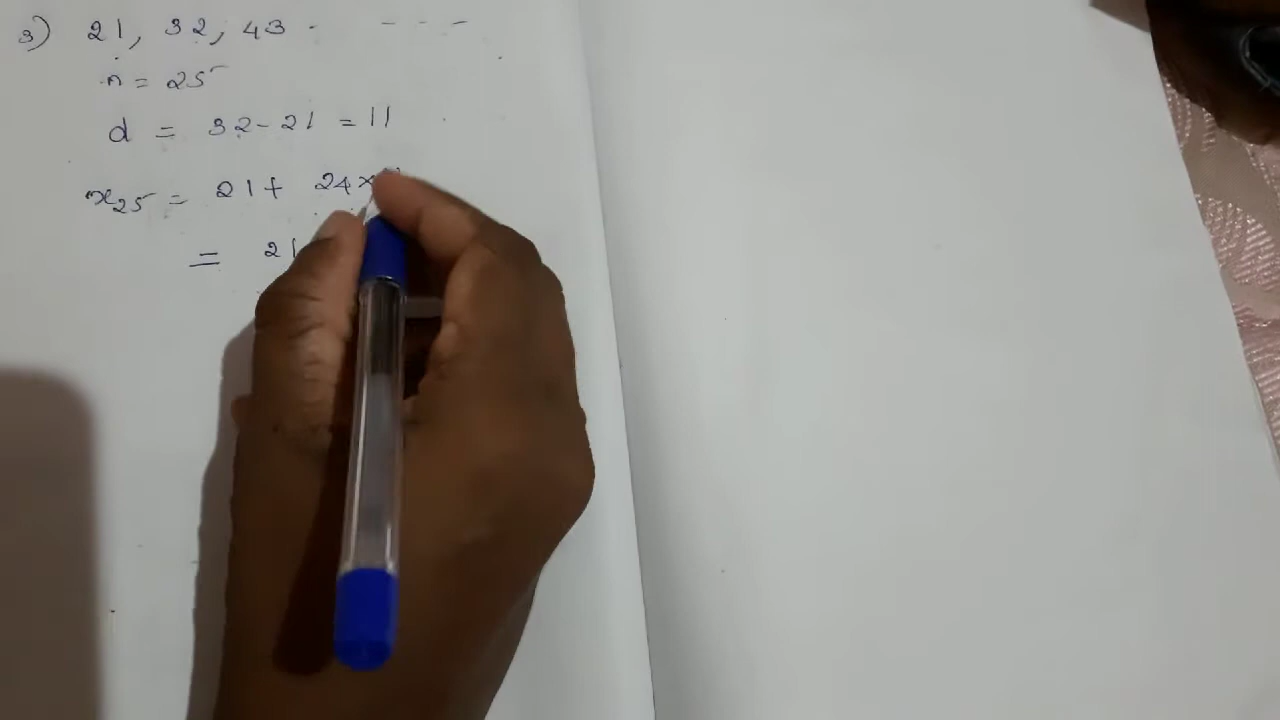 3) 21, 32, 43 - - - -
n = 25
d = 32 - 21 = 11
x25 = 21 + 24 ×
= 21